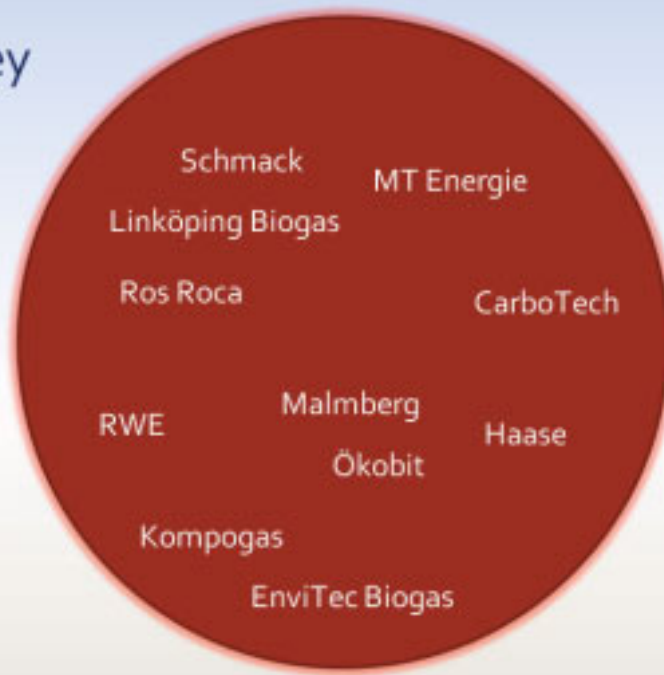 ey
Schmack
MT Energie
Linköping Biogas
Ros Roca
CarboTech
Malmberg
RWE
Haase
Ökobit
Kompogas
EnviTec Biogas